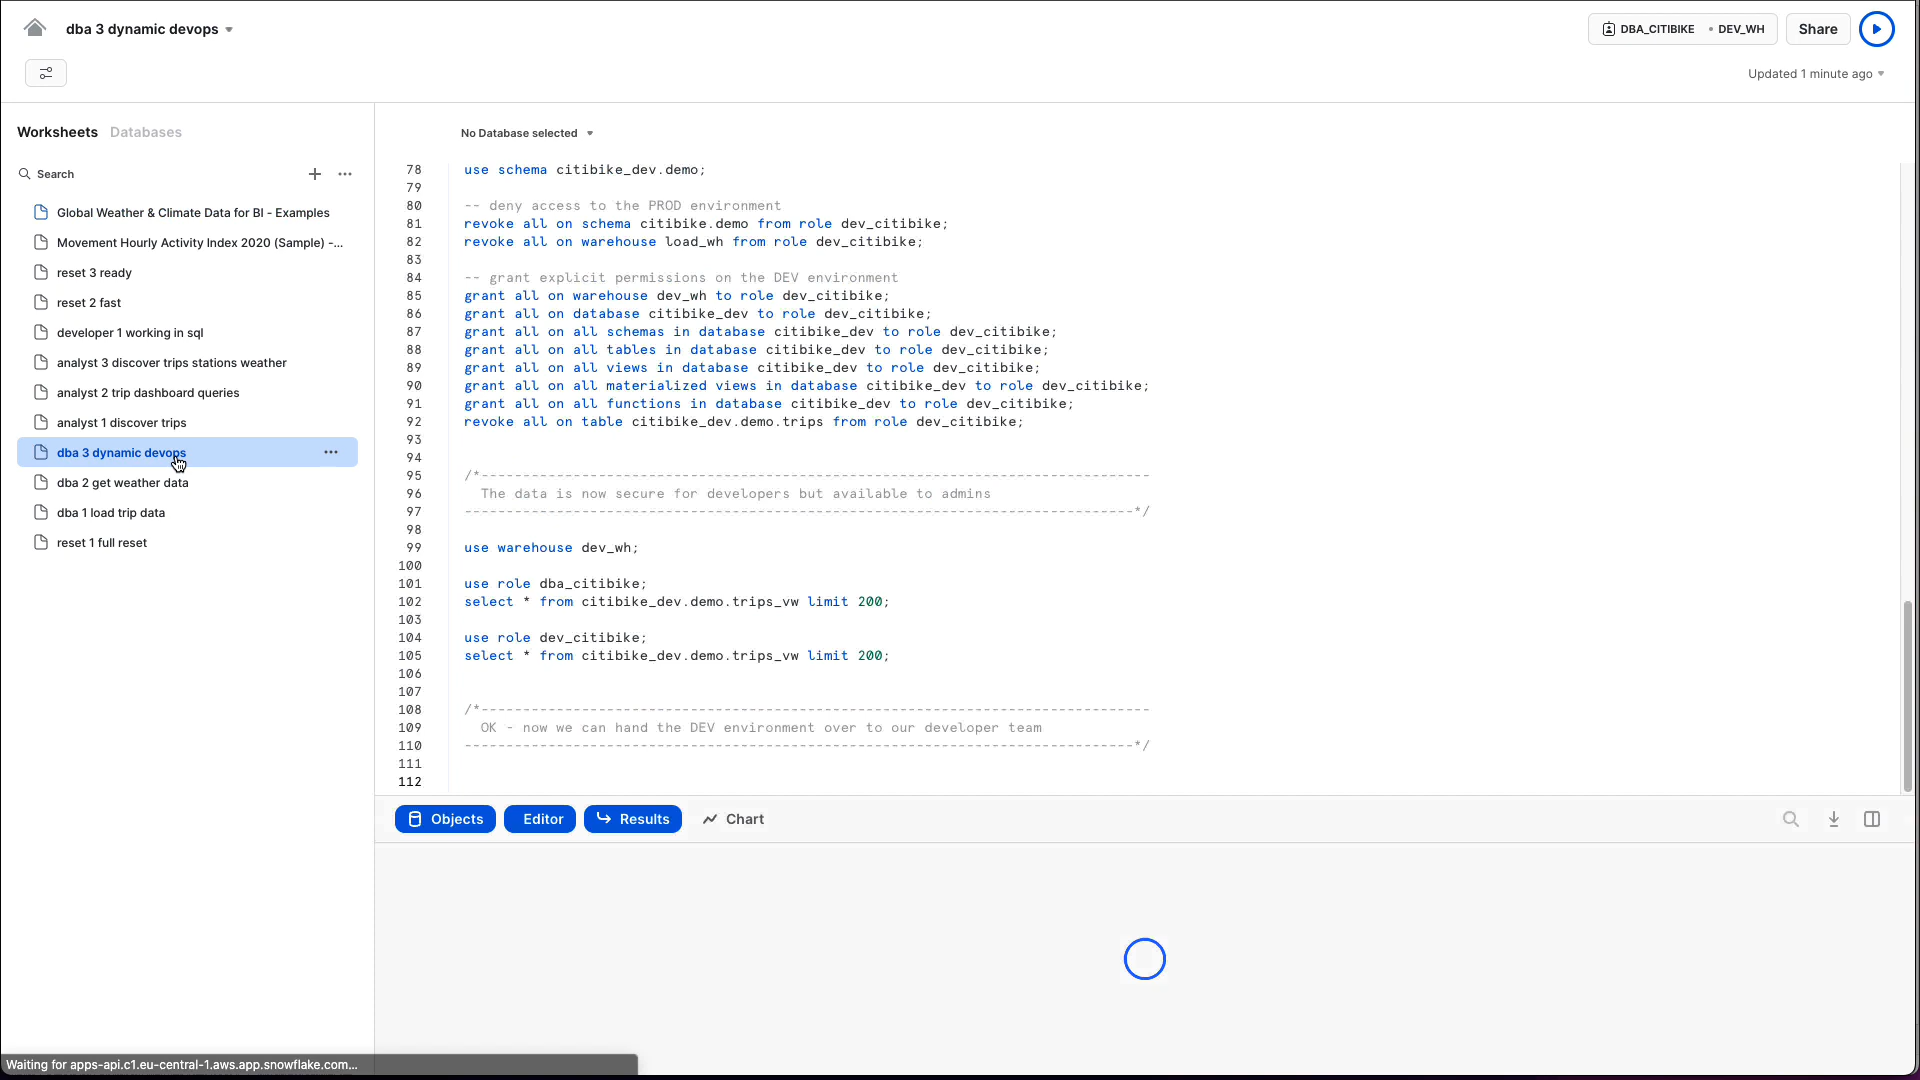 dba 3 dynamic devops
DBA_CITIBIKE • DEV_WH
Share
Updated 1 minute ago
Worksheets Databases
Search
Global Weather & Climate Data for BI - Examples
Movement Hourly Activity Index 2020 (Sample) -...
reset 3 ready
reset 2 fast
developer 1 working in sql
analyst 3 discover trips stations weather
analyst 2 trip dashboard queries
analyst 1 discover trips
dba 3 dynamic devops
dba 2 get weather data
dba 1 load trip data
reset 1 full reset
No Database selected
78 use schema citibike_dev.demo;
79
80 -- deny access to the PROD environment
81 revoke all on schema citibike.demo from role dev_citibike;
82 revoke all on warehouse load_wh from role dev_citibike;
83
84 -- grant explicit permissions on the DEV environment
85 grant all on warehouse dev_wh to role dev_citibike;
86 grant all on database citibike_dev to role dev_citibike;
87 grant all on all schemas in database citibike_dev to role dev_citibike;
88 grant all on all tables in database citibike_dev to role dev_citibike;
89 grant all on all views in database citibike_dev to role dev_citibike;
90 grant all on all materialized views in database citibike_dev to role dev_citibike;
91 grant all on all functions in database citibike_dev to role dev_citibike;
92 revoke all on table citibike_dev.demo.trips from role dev_citibike;
93
94
95 /*--------------------------------------------------------------------------------
96 The data is now secure for developers but available to admins
97 --------------------------------------------------------------------------------*/
98
99 use warehouse dev_wh;
100
101 use role dba_citibike;
102 select * from citibike_dev.demo.trips_vw limit 200;
103
104 use role dev_citibike;
105 select * from citibike_dev.demo.trips_vw limit 200;
106
107
108 /*--------------------------------------------------------------------------------
109 OK - now we can hand the DEV environment over to our developer team
110 --------------------------------------------------------------------------------*/
111
112
Objects Editor Results Chart
Waiting for apps-api.c1.eu-central-1.aws.app.snowflake.com...